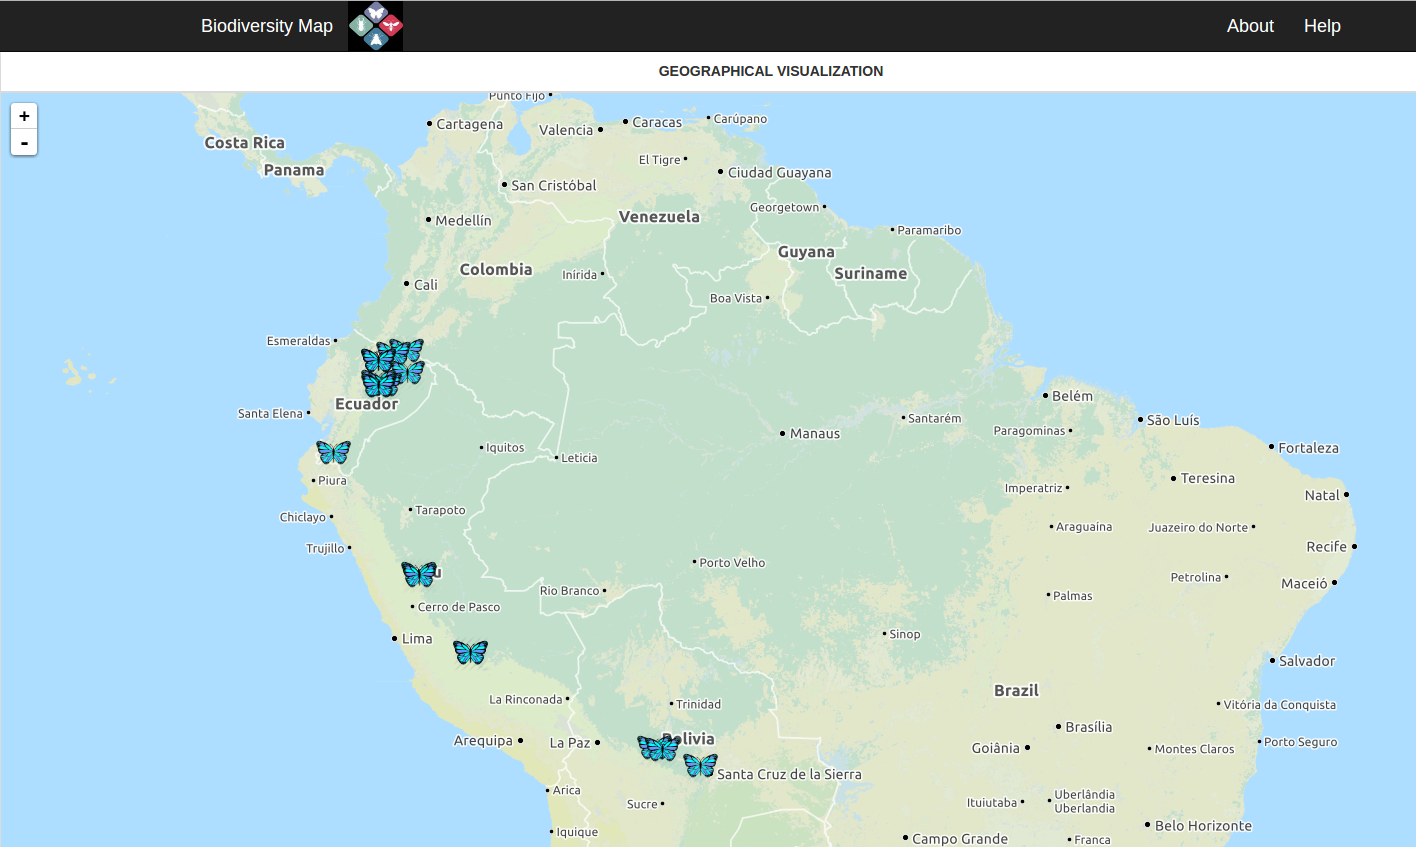 Biodiversity Map
About
Help
GEOGRAPHICAL VISUALIZATION
+
-
Punto Fijo
Cartagena
Valencia
Caracas
Carúpano
Costa Rica
Panama
El Tigre
San Cristóbal
Ciudad Guayana
Medellín
Venezuela
Georgetown
Paramaribo
Guyana
Colombia
Inírida
Suriname
Cali
Boa Vista
Esmeraldas
Ecuador
Santa Elena
Belém
Santarém
São Luís
Manaus
Paragominas
Iquitos
Leticia
Fortaleza
Piura
Teresina
Imperatriz
Natal
Tarapoto
Chiclayo
Araguaina
Juazeiro do Norte
Trujillo
Recife
Porto Velho
u
Petrolina
Maceió
Rio Branco
Palmas
Cerro de Pasco
Lima
Sinop
Salvador
Brazil
La Rinconada
Trinidad
Vitória da Conquista
Brasília
Arequipa
La Paz
Bolivia
Goiânia
Montes Claros
Porto Seguro
Santa Cruz de la Sierra
Arica
Sucre
Ituiutaba
Uberlândia
Uberlandia
Iquique
Belo Horizonte
Campo Grande
Franca